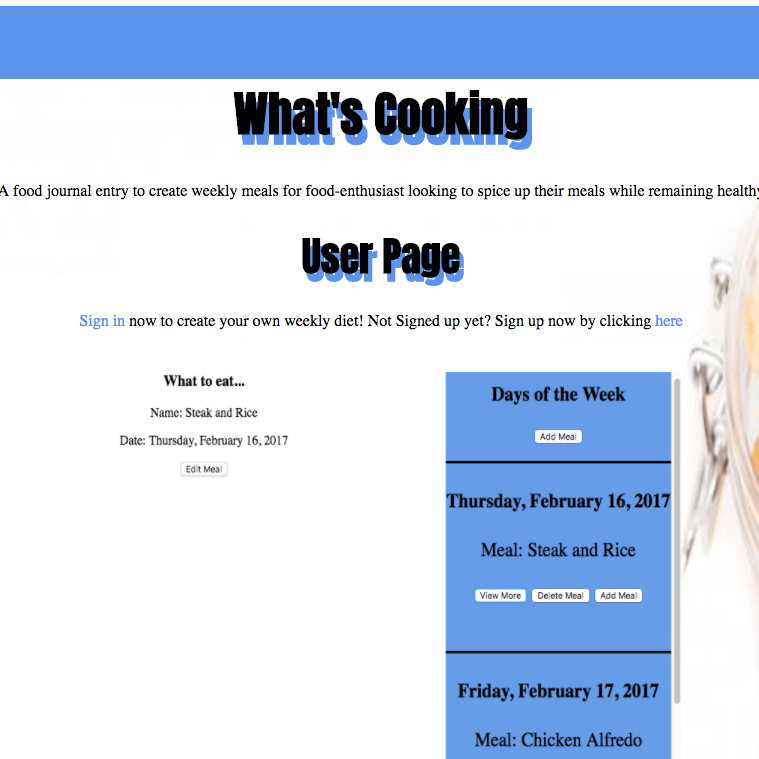 What's Cooking
A food journal entry to create weekly meals for food-enthusiast looking to spice up their meals while remaining healthy
User Page
Sign in now to create your own weekly diet! Not Signed up yet? Sign up now by clicking here
What to eat...
Name: Steak and Rice
Date: Thursday, February 16, 2017
Edit Meal
Days of the Week
Add Meal
Thursday, February 16, 2017
Meal: Steak and Rice
View More Delete Meal Add Meal
Friday, February 17, 2017
Meal: Chicken Alfredo